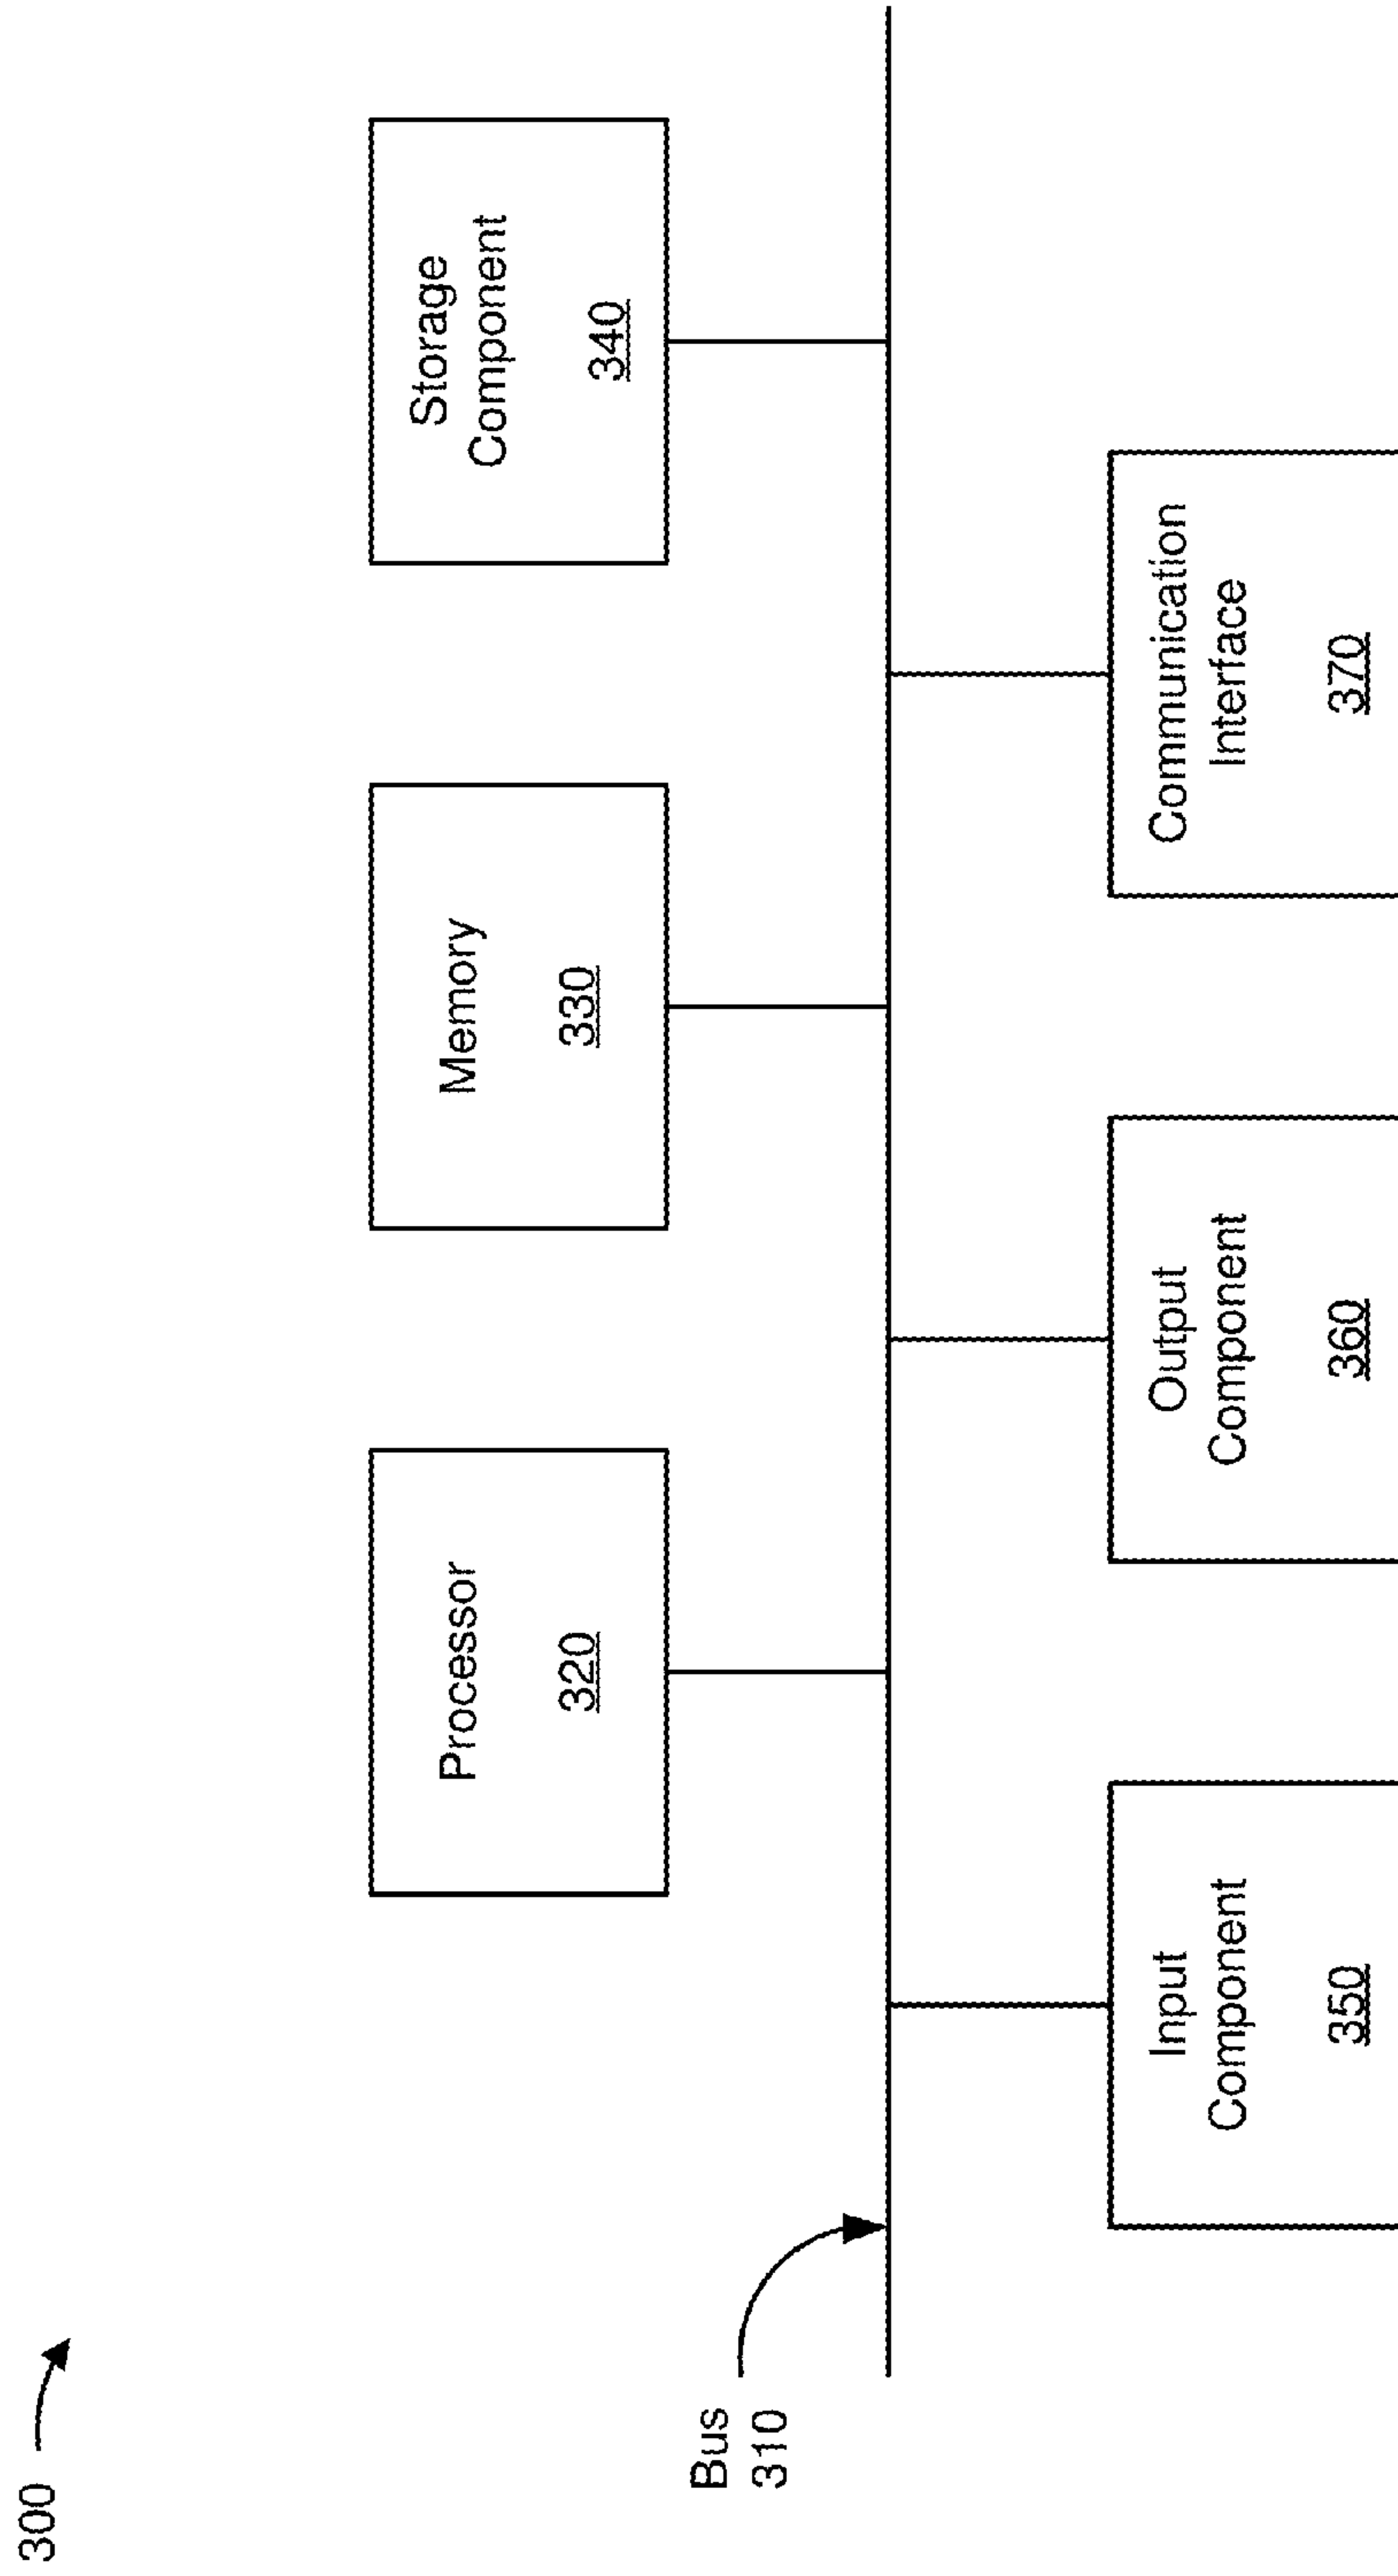 300
Processor
320
Memory
330
Storage
Component
340
Bus
310
Input
Component
350
Output
Component
360
Communication
Interface
370